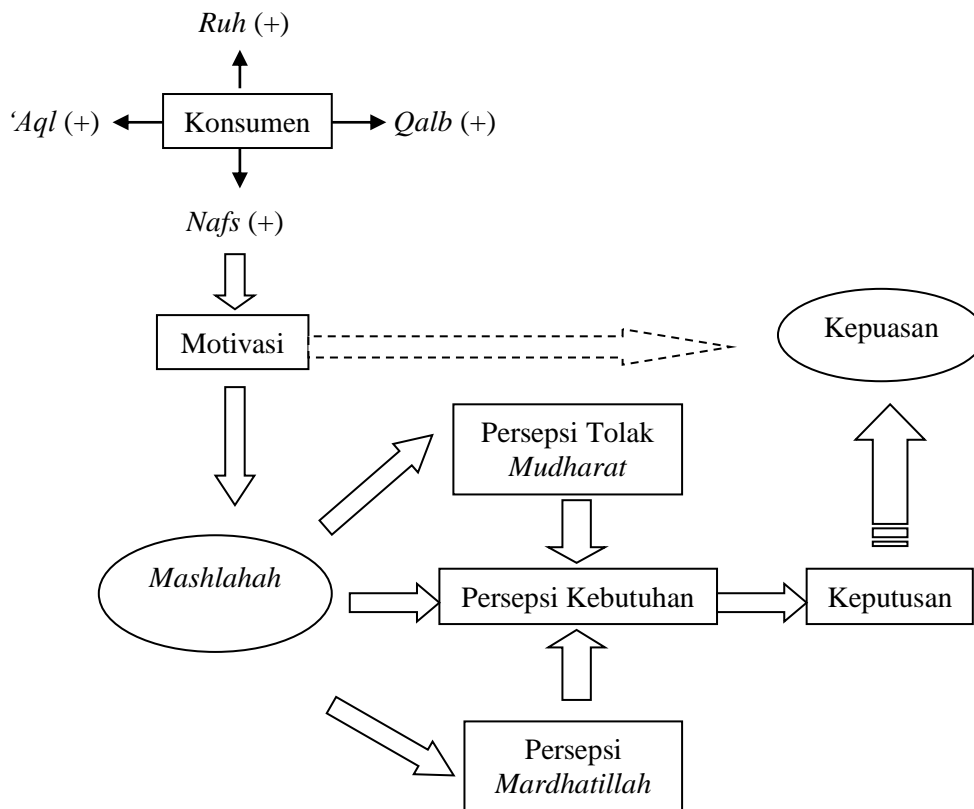 Ruh (+)
‘Aql (+)
Konsumen
Qalb (+)
Nafs (+)
Motivasi
Kepuasan
Persepsi Tolak
Mudharat
Mashlahah
Persepsi Kebutuhan
Keputusan
Persepsi
Mardhatillah